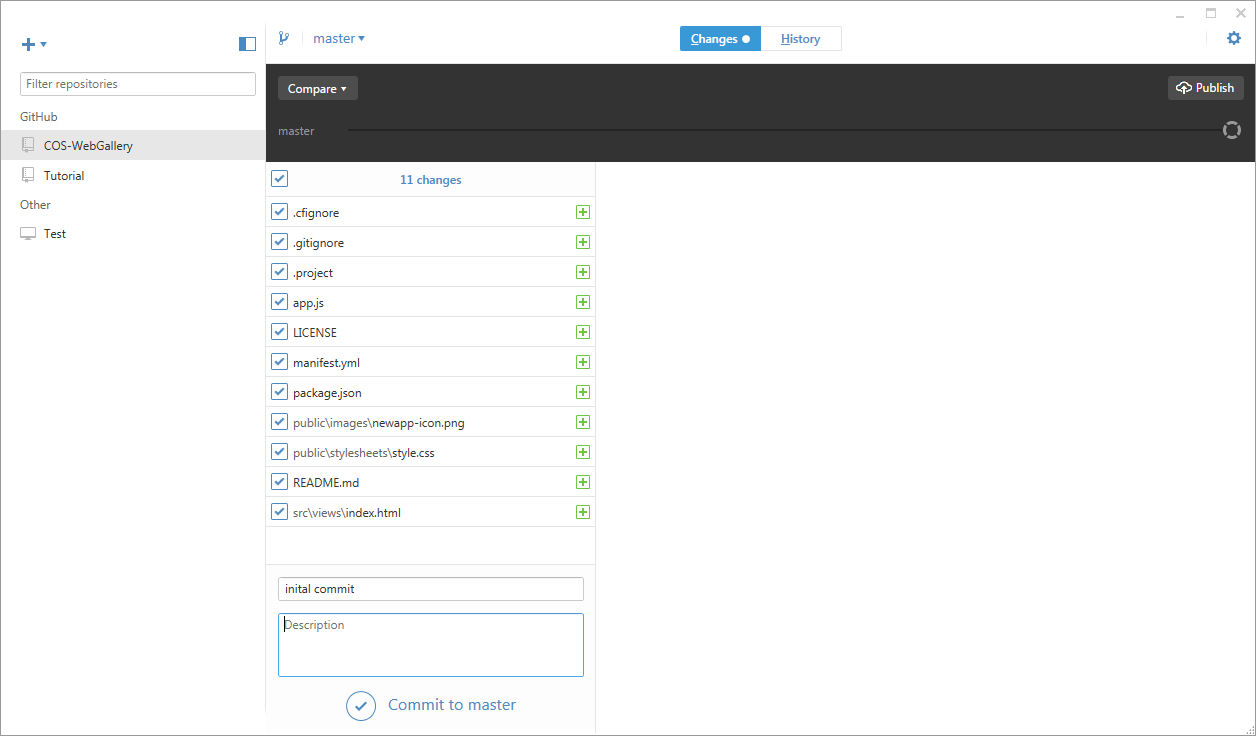 master
Changes
History
Filter repositories
GitHub
COS-WebGallery
Tutorial
Other
Test
Compare
Publish
master
11 changes
.cfignore
.gitignore
.project
app.js
LICENSE
manifest.yml
package.json
public\images\newapp-icon.png
public\stylesheets\style.css
README.md
src\views\index.html
inital commit
Description
Commit to master